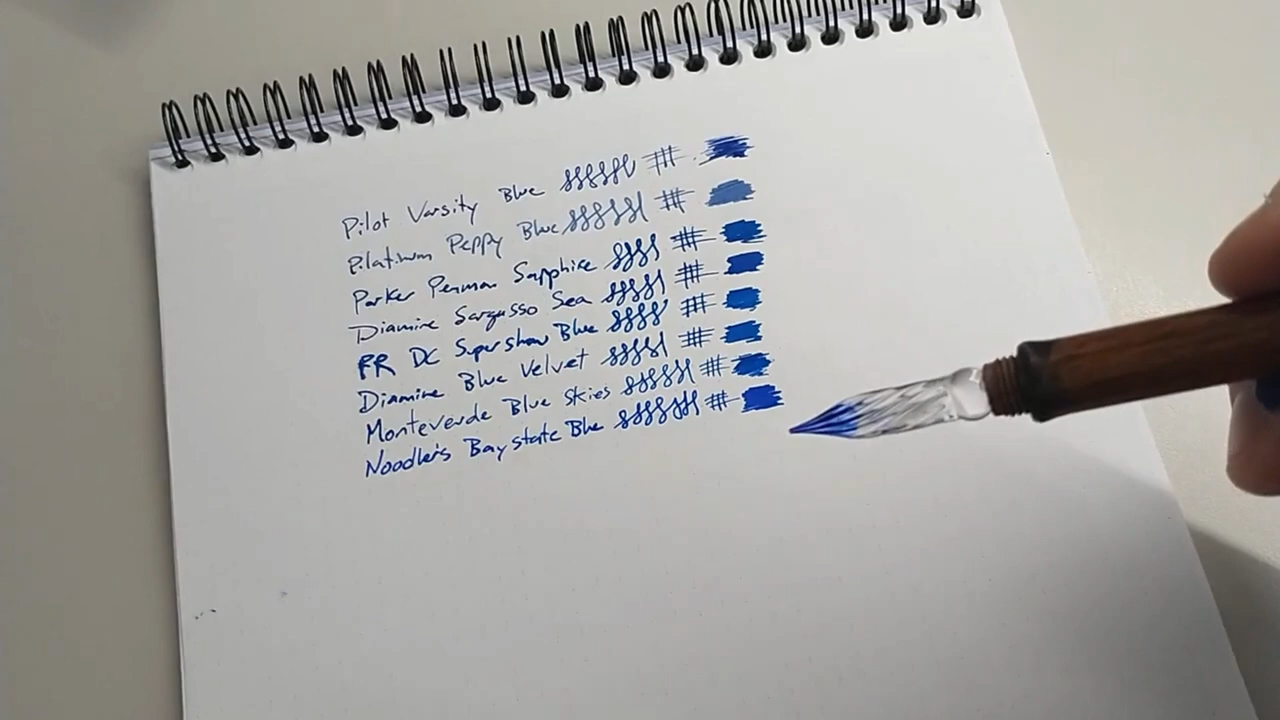 Pilot Varsity Blue
Platinum Peppy Blue
Parker Penman Sapphire
Diamine Sargasso Sea
FR DC Supershow Blue
Diamine Blue Velvet
Monteverde Blue Skies
Noodler's Baystate Blue